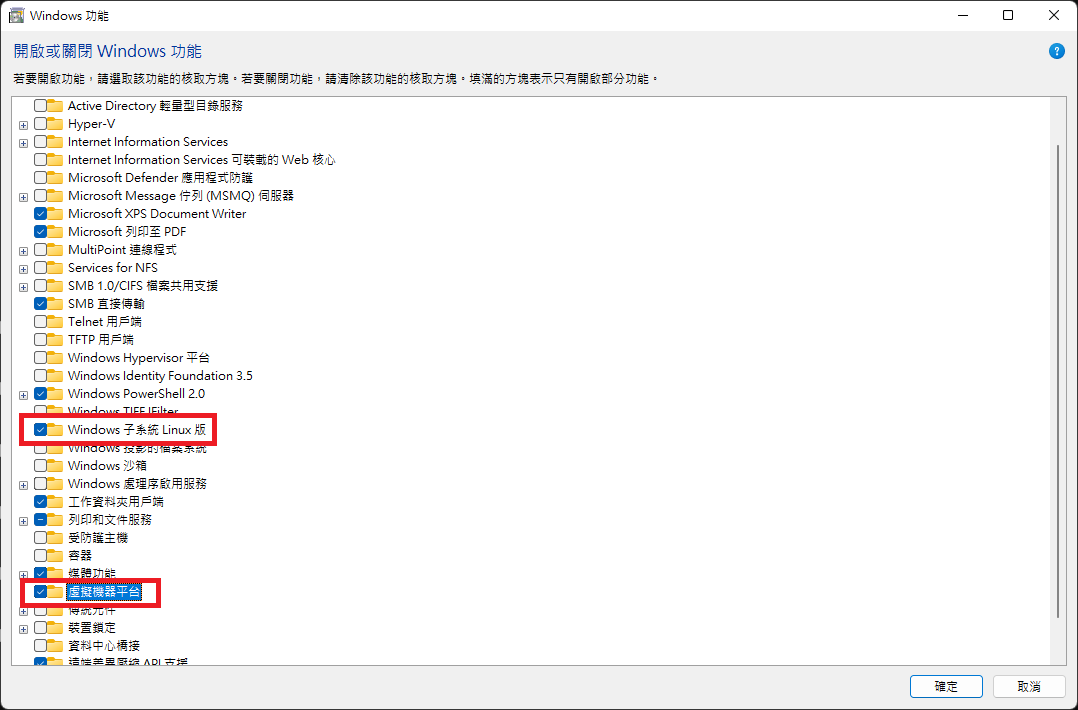 Windows 功能
開啟或關閉 Windows 功能
若要開啟功能，請選取該功能的核取方塊。若要關閉功能，請清除該功能的核取方塊。填滿的方塊表示只有開啟部分功能。
Active Directory 輕量型目錄服務
Hyper-V
Internet Information Services
Internet Information Services 可裝載的 Web 核心
Microsoft Defender 應用程式防護
Microsoft Message 佇列 (MSMQ) 伺服器
Microsoft XPS Document Writer
Microsoft 列印至 PDF
MultiPoint 連線程式
Services for NFS
SMB 1.0/CIFS 檔案共用支援
SMB 直接傳輸
Telnet 用戶端
TFTP 用戶端
Windows Hypervisor 平台
Windows Identity Foundation 3.5
Windows PowerShell 2.0
Windows TIFF IFilter
Windows 子系統 Linux 版
Windows 投影的檔案系統
Windows 沙箱
Windows 處理序啟用服務
工作資料夾用戶端
列印和文件服務
受防護主機
容器
媒體功能
虛擬機器平台
傳統元件
裝置鎖定
資料中心橋接
遠端差異壓縮 API 支援
確定
取消